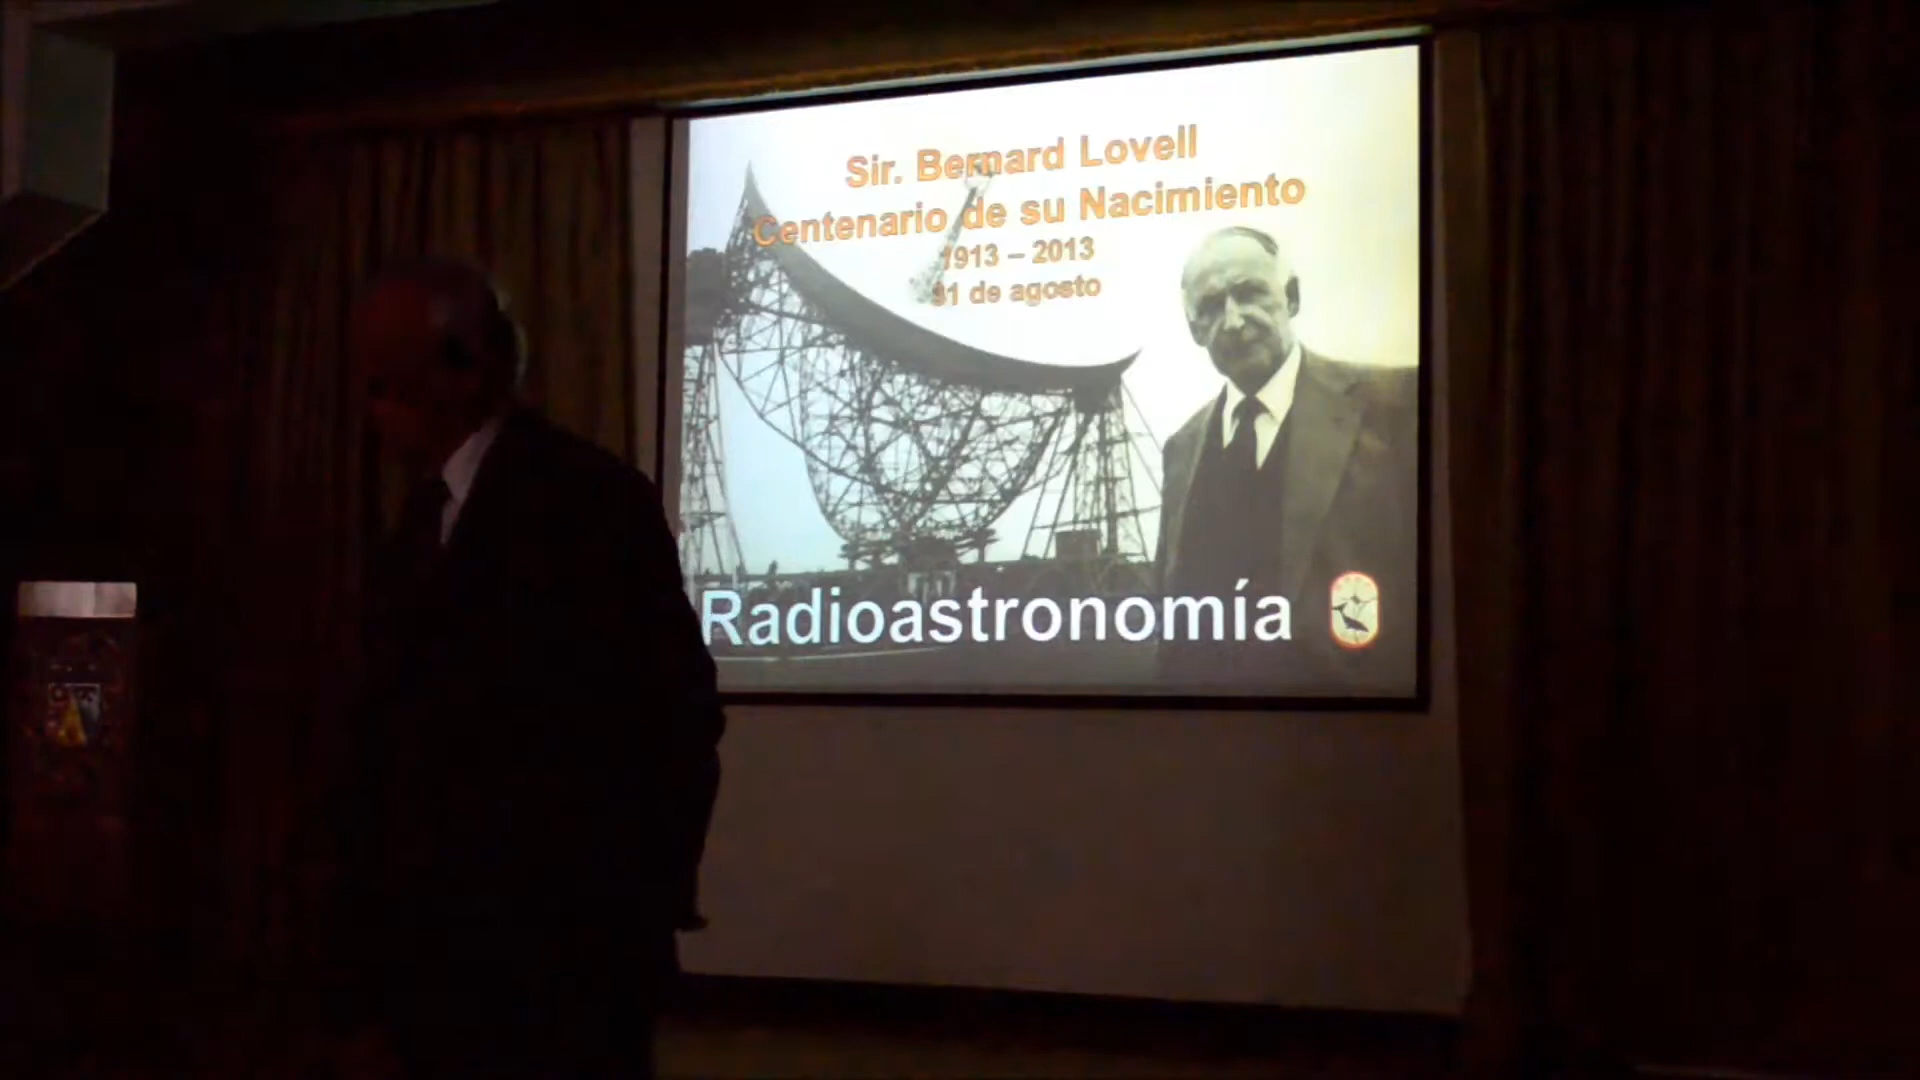 Sir. Bernard Lovell
Centenario de su Nacimiento
1913 – 2013
31 de agosto
Radioastronomía